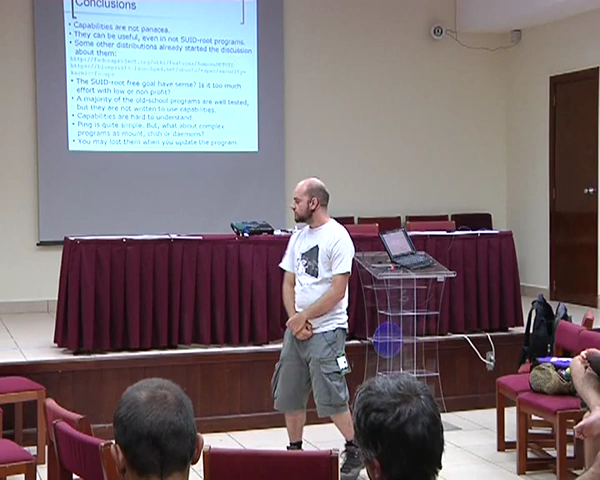 Conclusions
• Capabilities are not panacea.
• They can be useful, even in not SUID-root programs.
• Some other distributions already started the discussion
about them:
• The SUID-root free goal have sense? Is it too much
effort with low or non profit?
• A majority of the old-school programs are well tested,
but they are not written to use capabilities.
• Capabilities are hard to understand
• Ping is quite simple. But, what about complex
programs as mount, chsh or daemons?
• You may lost them when you update the program